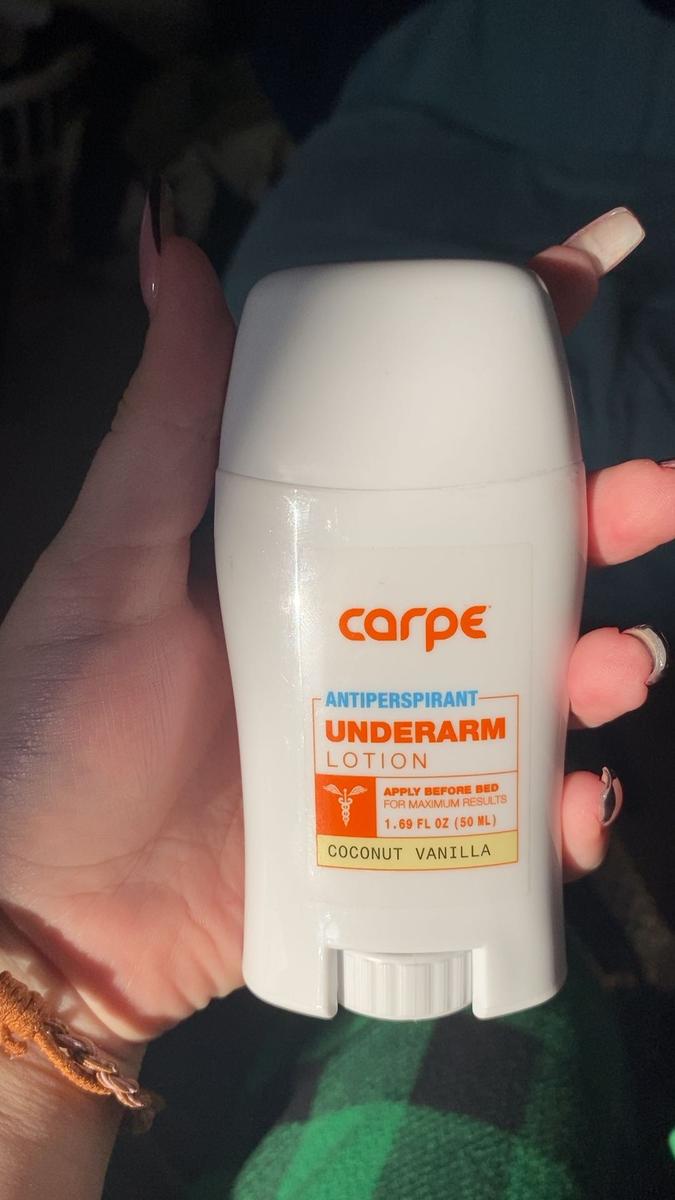 carpe
ANTIPERSPIRANT
UNDERARM
LOTION
APPLY BEFORE BED
FOR MAXIMUM RESULTS
1.69 FL OZ (50 ML)
COCONUT VANILLA